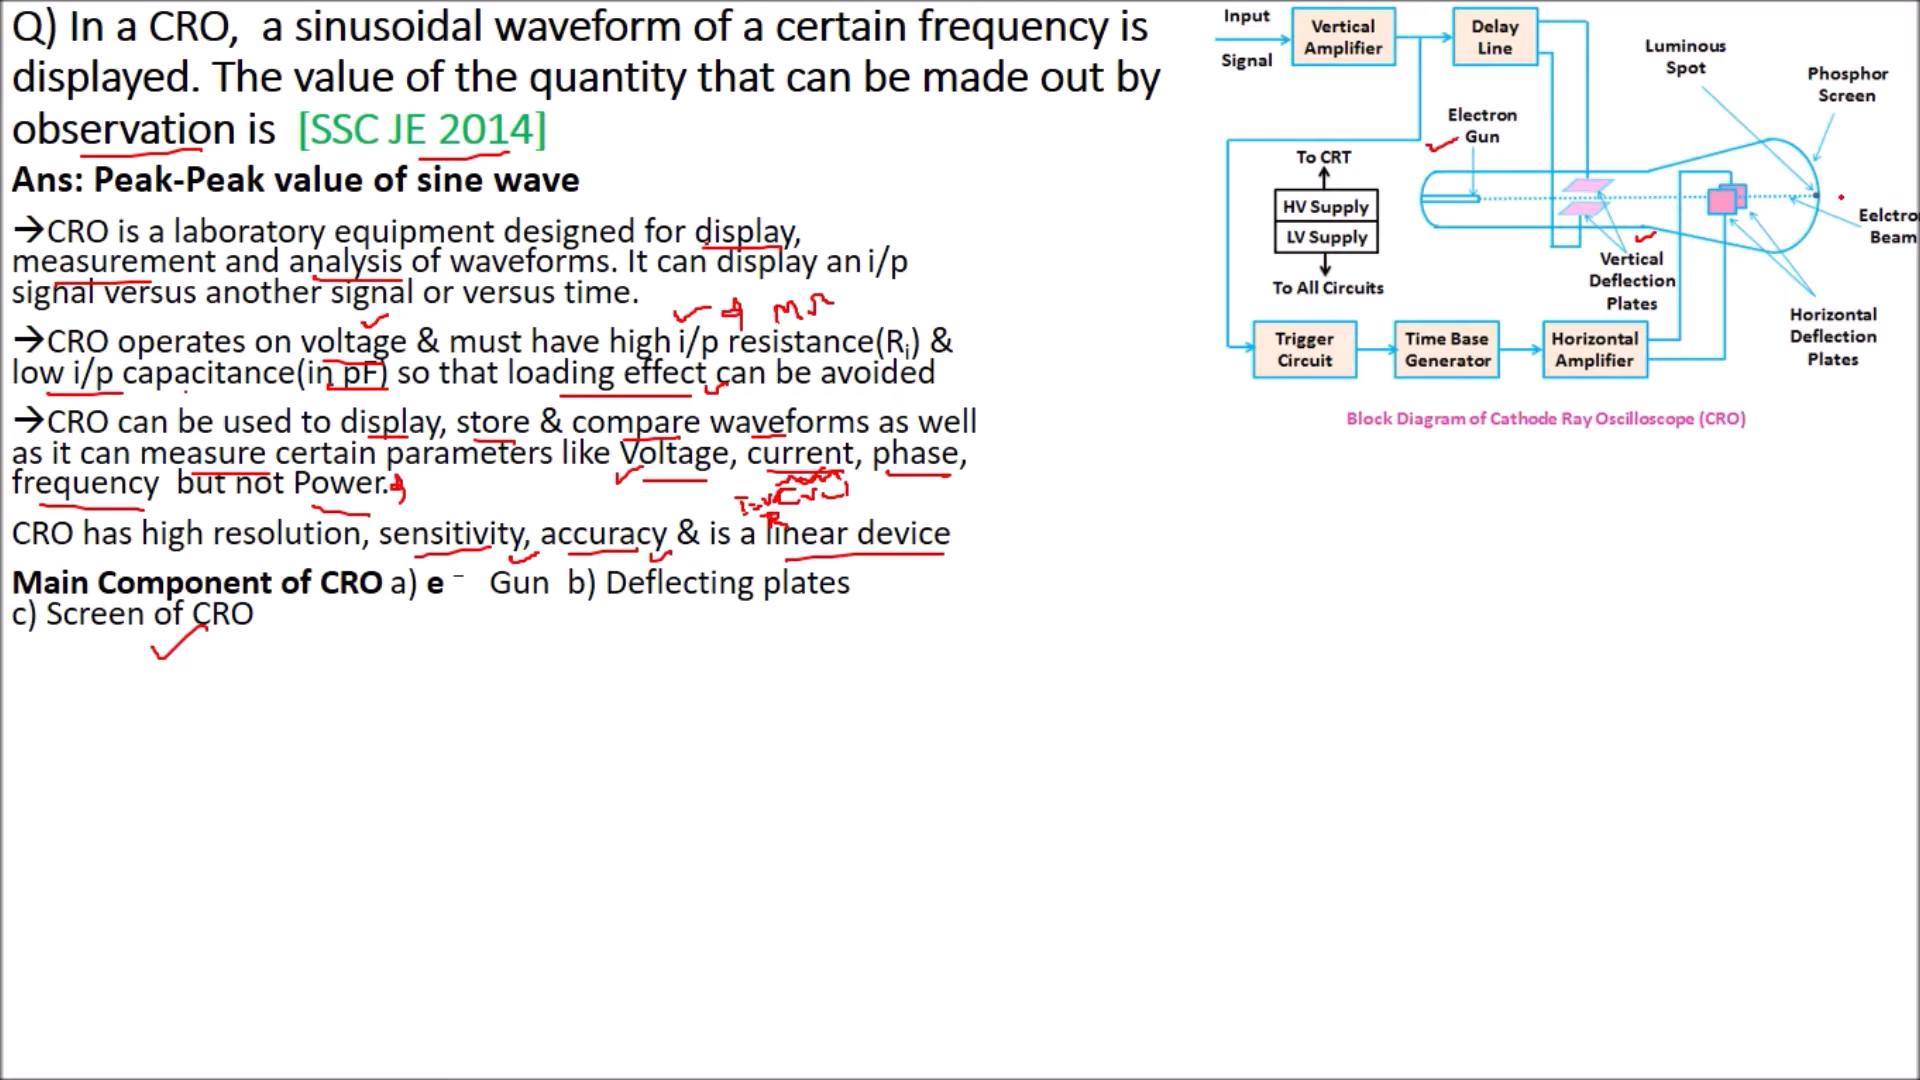 Q) In a CRO, a sinusoidal waveform of a certain frequency is
displayed. The value of the quantity that can be made out by
observation is [SSC JE 2014]
Ans: Peak-Peak value of sine wave
→CRO is a laboratory equipment designed for display,
measurement and analysis of waveforms. It can display an i/p
signal versus another signal or versus time.
MΩ
→CRO operates on voltage & must have high i/p resistance(Ri) &
low i/p capacitance(in pF) so that loading effect can be avoided
→CRO can be used to display, store & compare waveforms as well
as it can measure certain parameters like Voltage, current, phase,
frequency but not Power.
CRO has high resolution, sensitivity, accuracy & is a linear device
Main Component of CRO a) e⁻ Gun b) Deflecting plates
c) Screen of CRO
Input
Signal
Vertical
Amplifier
Delay
Line
Luminous
Spot
Phosphor
Screen
Electron
Gun
To CRT
HV Supply
LV Supply
To All Circuits
Eelctron
Beam
Vertical
Deflection
Plates
Horizontal
Deflection
Plates
Trigger
Circuit
Time Base
Generator
Horizontal
Amplifier
Block Diagram of Cathode Ray Oscilloscope (CRO)